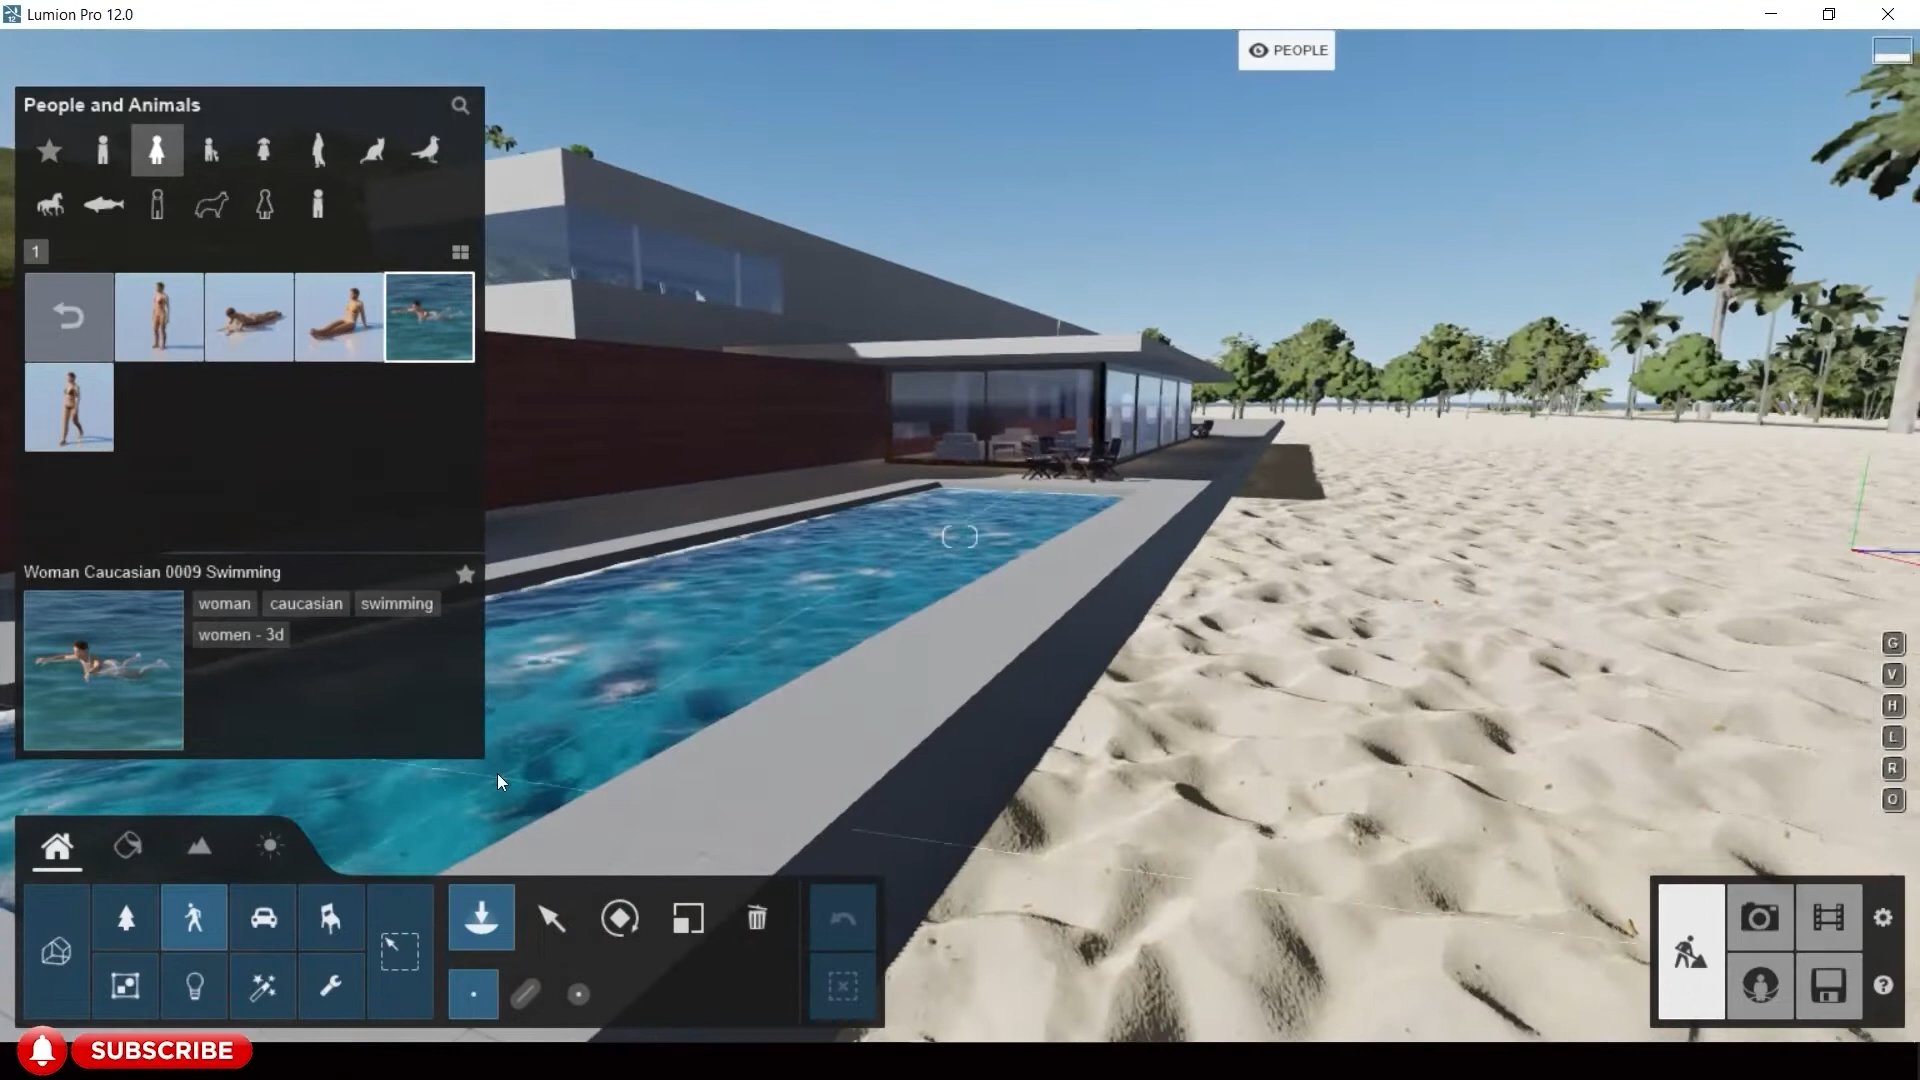 Lumion Pro 12.0
PEOPLE
People and Animals
1
Woman Caucasian 0009 Swimming
woman caucasian swimming
women - 3d
G
V
H
L
R
O
?
SUBSCRIBE